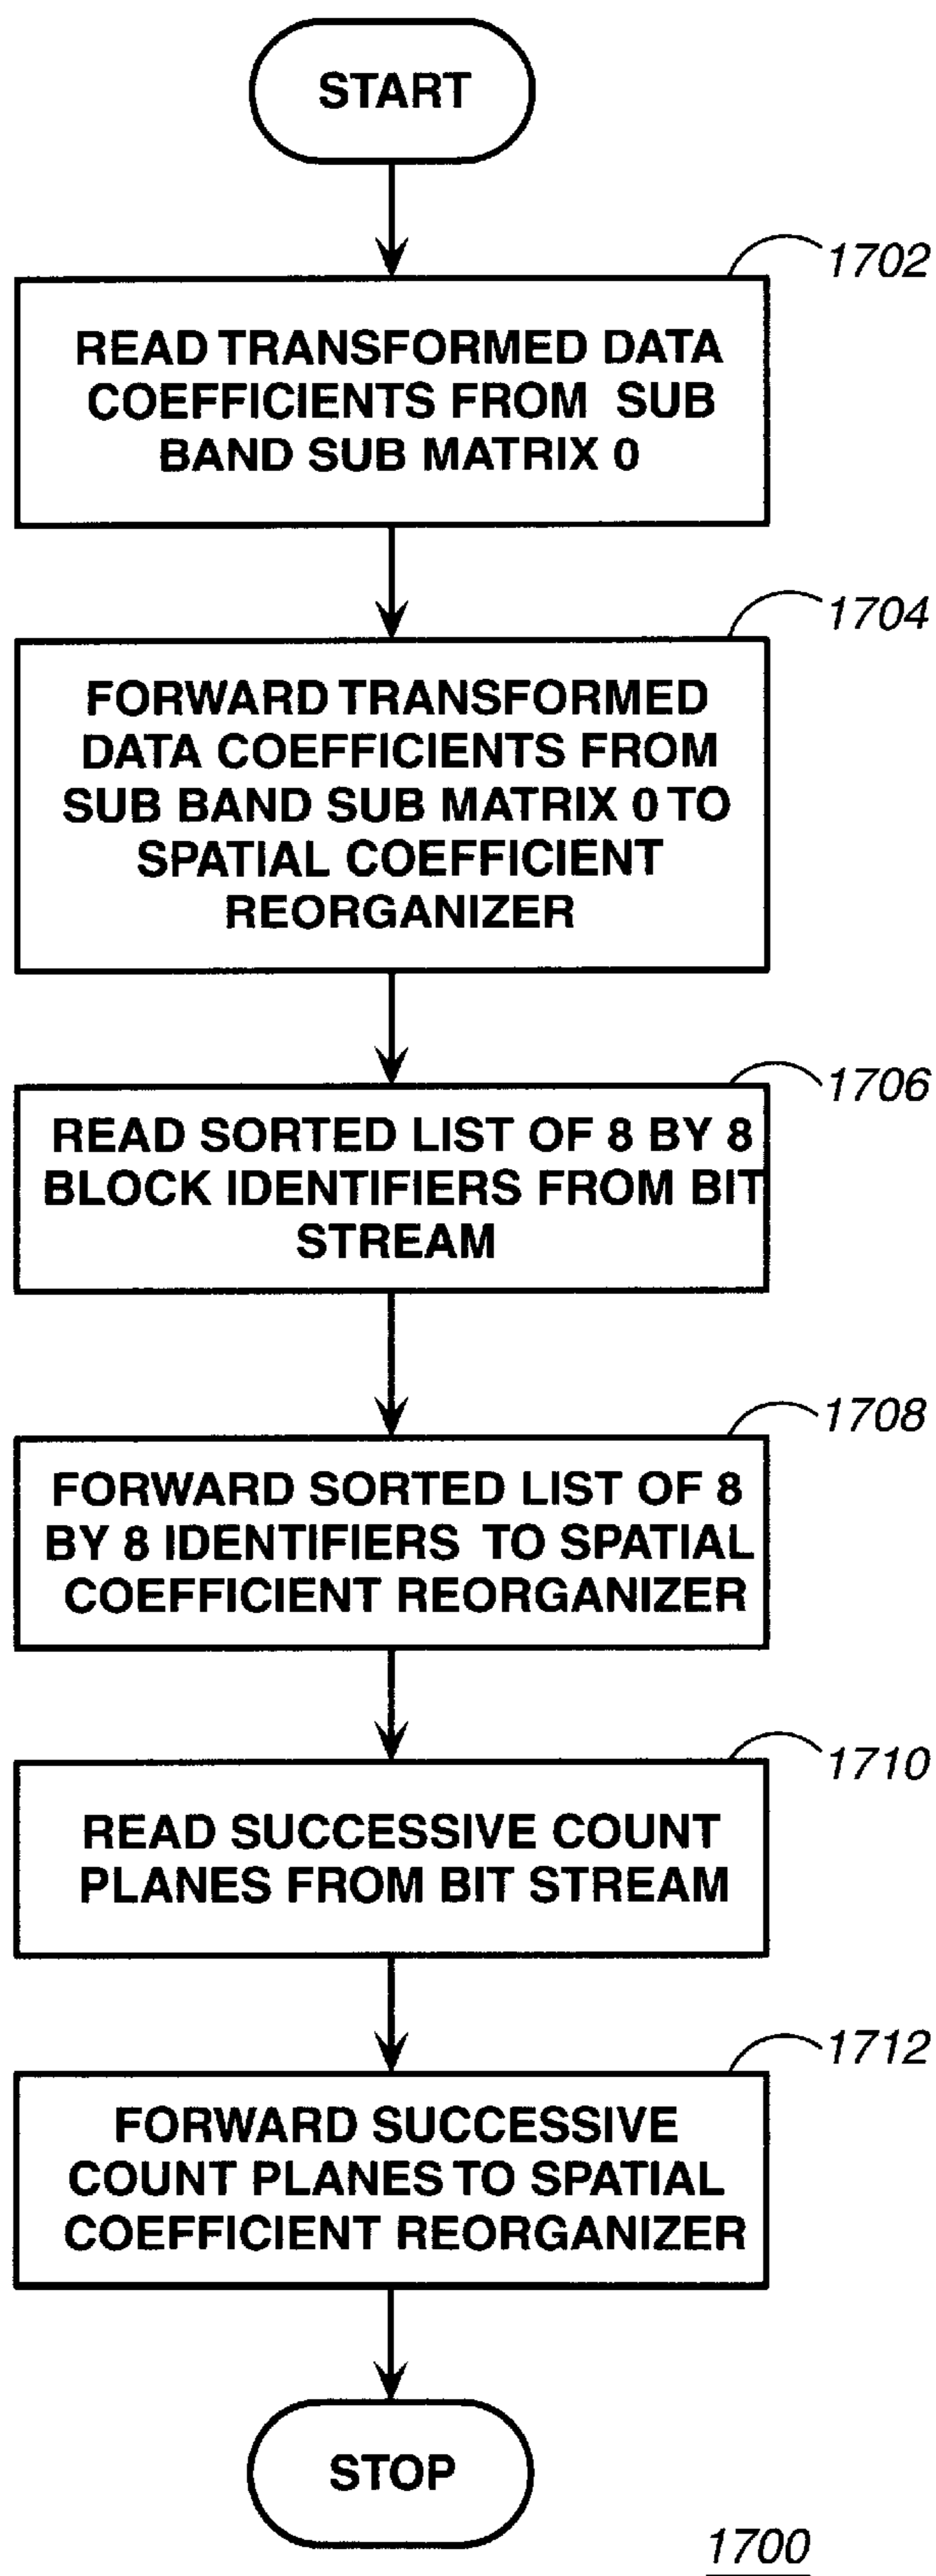 START
1702
READ TRANSFORMED DATA
COEFFICIENTS FROM SUB
BAND SUB MATRIX 0
1704
FORWARD TRANSFORMED
DATA COEFFICIENTS FROM
SUB BAND SUB MATRIX 0 TO
SPATIAL COEFFICIENT
REORGANIZER
1706
READ SORTED LIST OF 8 BY 8
BLOCK IDENTIFIERS FROM BIT
STREAM
1708
FORWARD SORTED LIST OF 8
BY 8 IDENTIFIERS TO SPATIAL
COEFFICIENT REORGANIZER
1710
READ SUCCESSIVE COUNT
PLANES FROM BIT STREAM
1712
FORWARD SUCCESSIVE
COUNT PLANES TO SPATIAL
COEFFICIENT REORGANIZER
STOP
1700